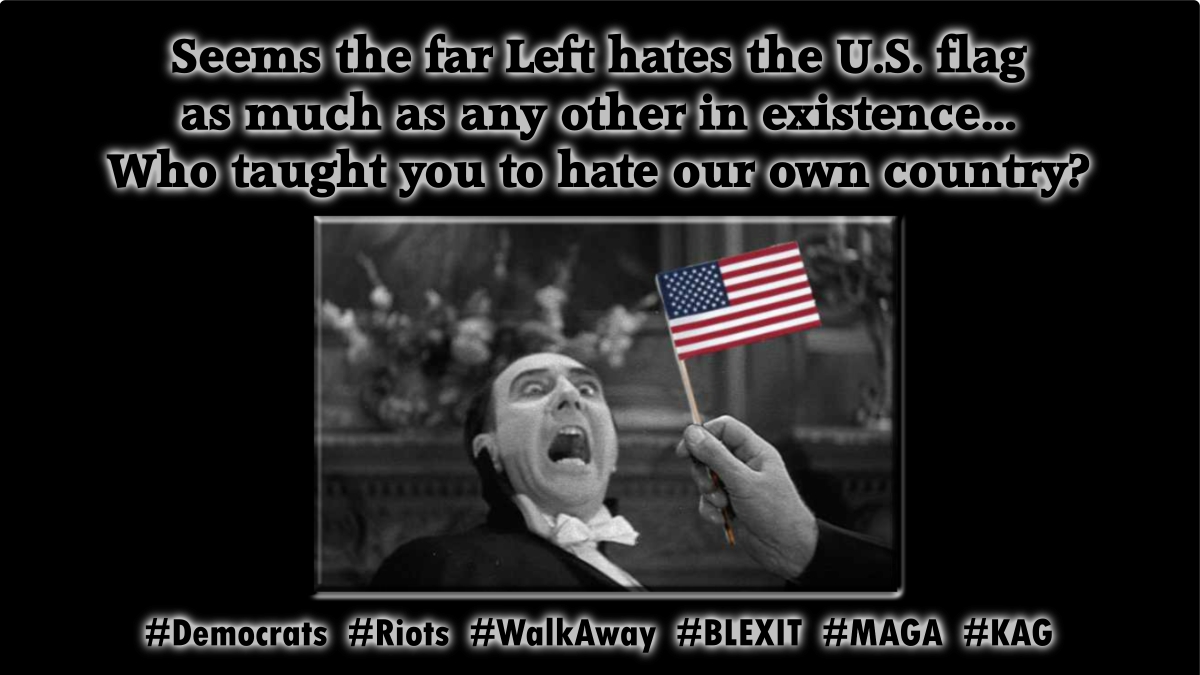 Seems the far Left hates the U.S. flag
as much as any other in existence...
Who taught you to hate our own country?
#Democrats #Riots #WalkAway #BLEXIT #MAGA #KAG